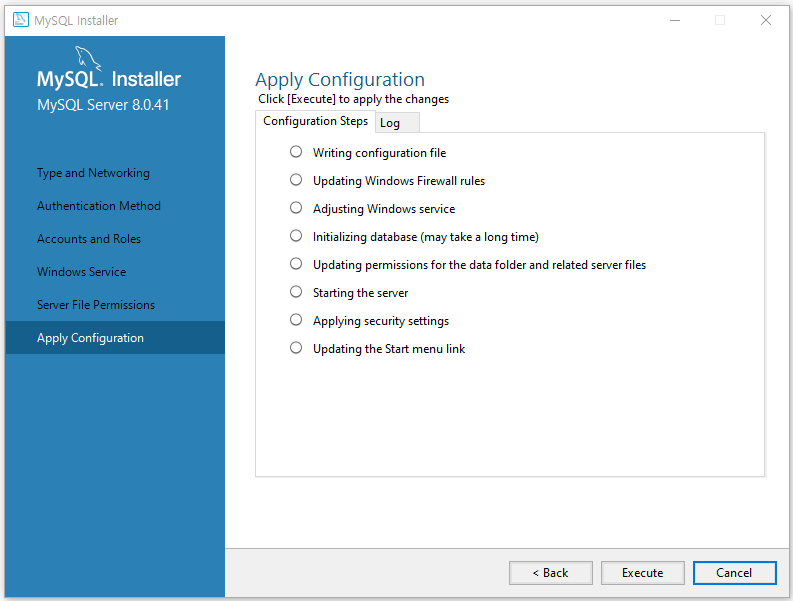 MySQL Installer
MySQL. Installer
MySQL Server 8.0.41
Type and Networking
Authentication Method
Accounts and Roles
Windows Service
Server File Permissions
Apply Configuration
Apply Configuration
Click [Execute] to apply the changes
Configuration Steps
Log
Writing configuration file
Updating Windows Firewall rules
Adjusting Windows service
Initializing database (may take a long time)
Updating permissions for the data folder and related server files
Starting the server
Applying security settings
Updating the Start menu link
< Back
Execute
Cancel